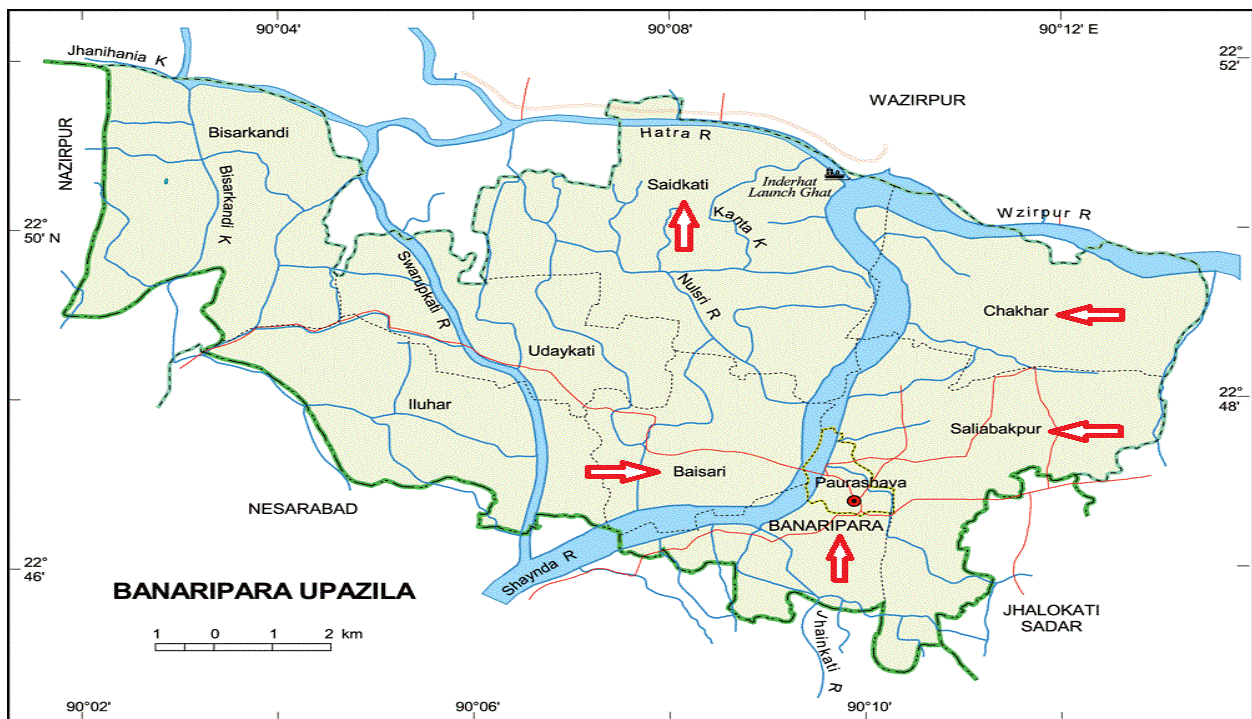 90°04'
90°08'
90°12' E
Jhanihania K
22°
52'
WAZIRPUR
Bisarkandi
Hatra R
NAZIRPUR
Saidkati
Inderhat
Launch Ghat
Bisarkandi K
Kanta K
Wzirpur R
22°
50' N
Swarupkati R
Nulsri R
Chakhar
Udaykati
22°
48'
Iluhar
Saliabakpur
Baisari
Paurashava
NESARABAD
BANARIPARA
22°
46'
Shaynda R
BANARIPARA UPAZILA
JHALOKATI
SADAR
Jhainkati R
1 0 1 2 km
90°02'
90°06'
90°10'